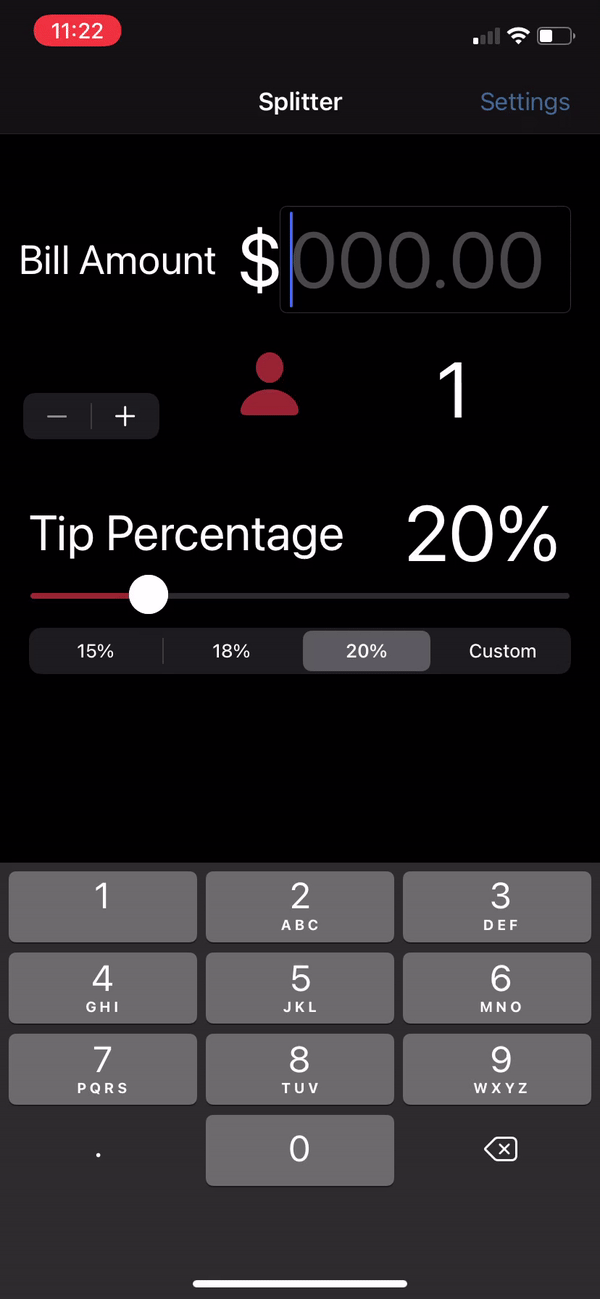 11:22
Splitter Settings
Bill Amount $000.00
1
− +
Tip Percentage 20%
15% 18% 20% Custom
1 2 3
ABC DEF
4 5 6
GHI JKL MNO
7 8 9
PQRS TUV WXYZ
. 0